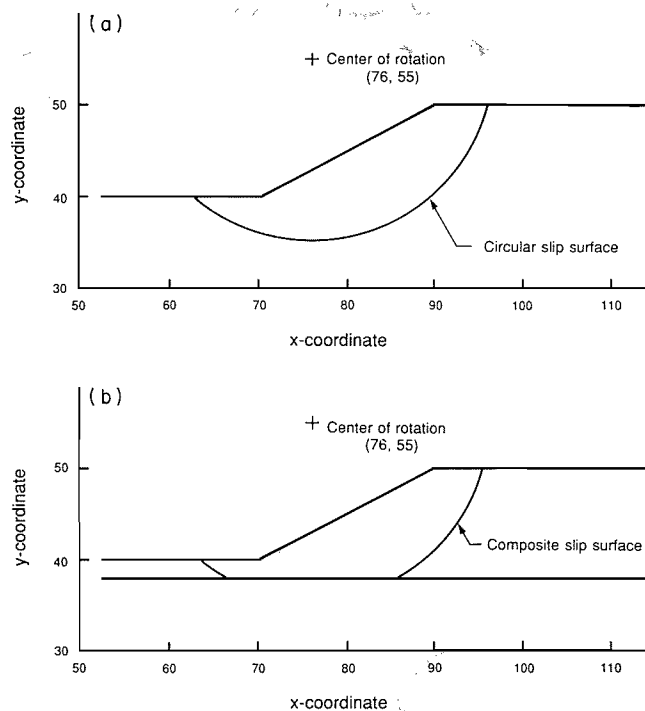 (a)
Center of rotation
(76, 55)
50
y-coordinate
40
Circular slip surface
30
50 60 70 80 90 100 110
x-coordinate
(b)
Center of rotation
(76, 55)
50
y-coordinate
Composite slip surface
40
30
50 60 70 80 90 100 110
x-coordinate